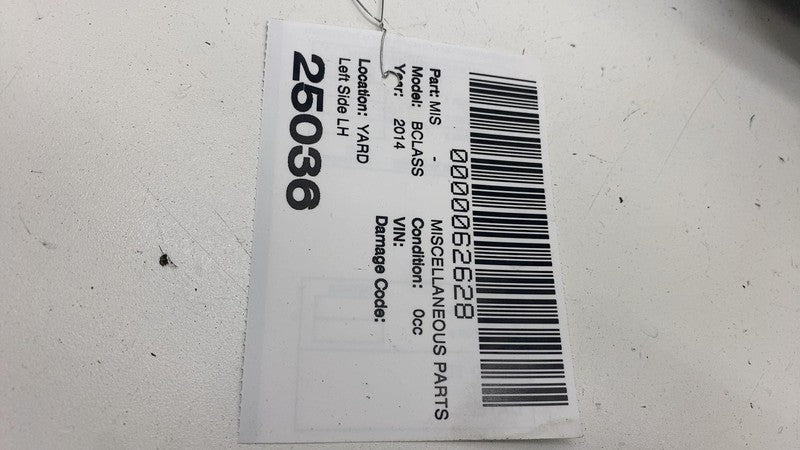 0000062628
Part: MIS - MISCELLANEOUS PARTS
Model: BCLASS Condition: 0cc
Year: 2014 VIN:
Damage Code:
Location: YARD
Left Side LH
25036